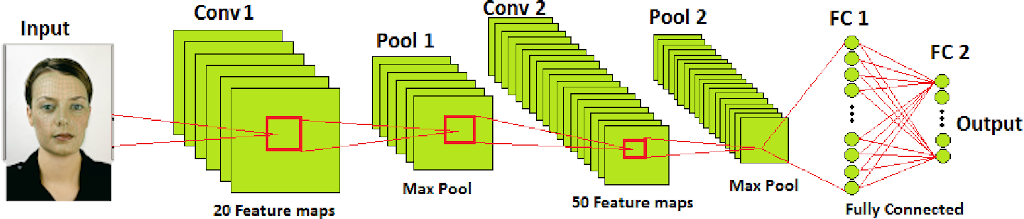 Input
Conv 1
Pool 1
Conv 2
Pool 2
FC 1
FC 2
Output
Max Pool
20 Feature maps
50 Feature maps
Max Pool
Fully Connected